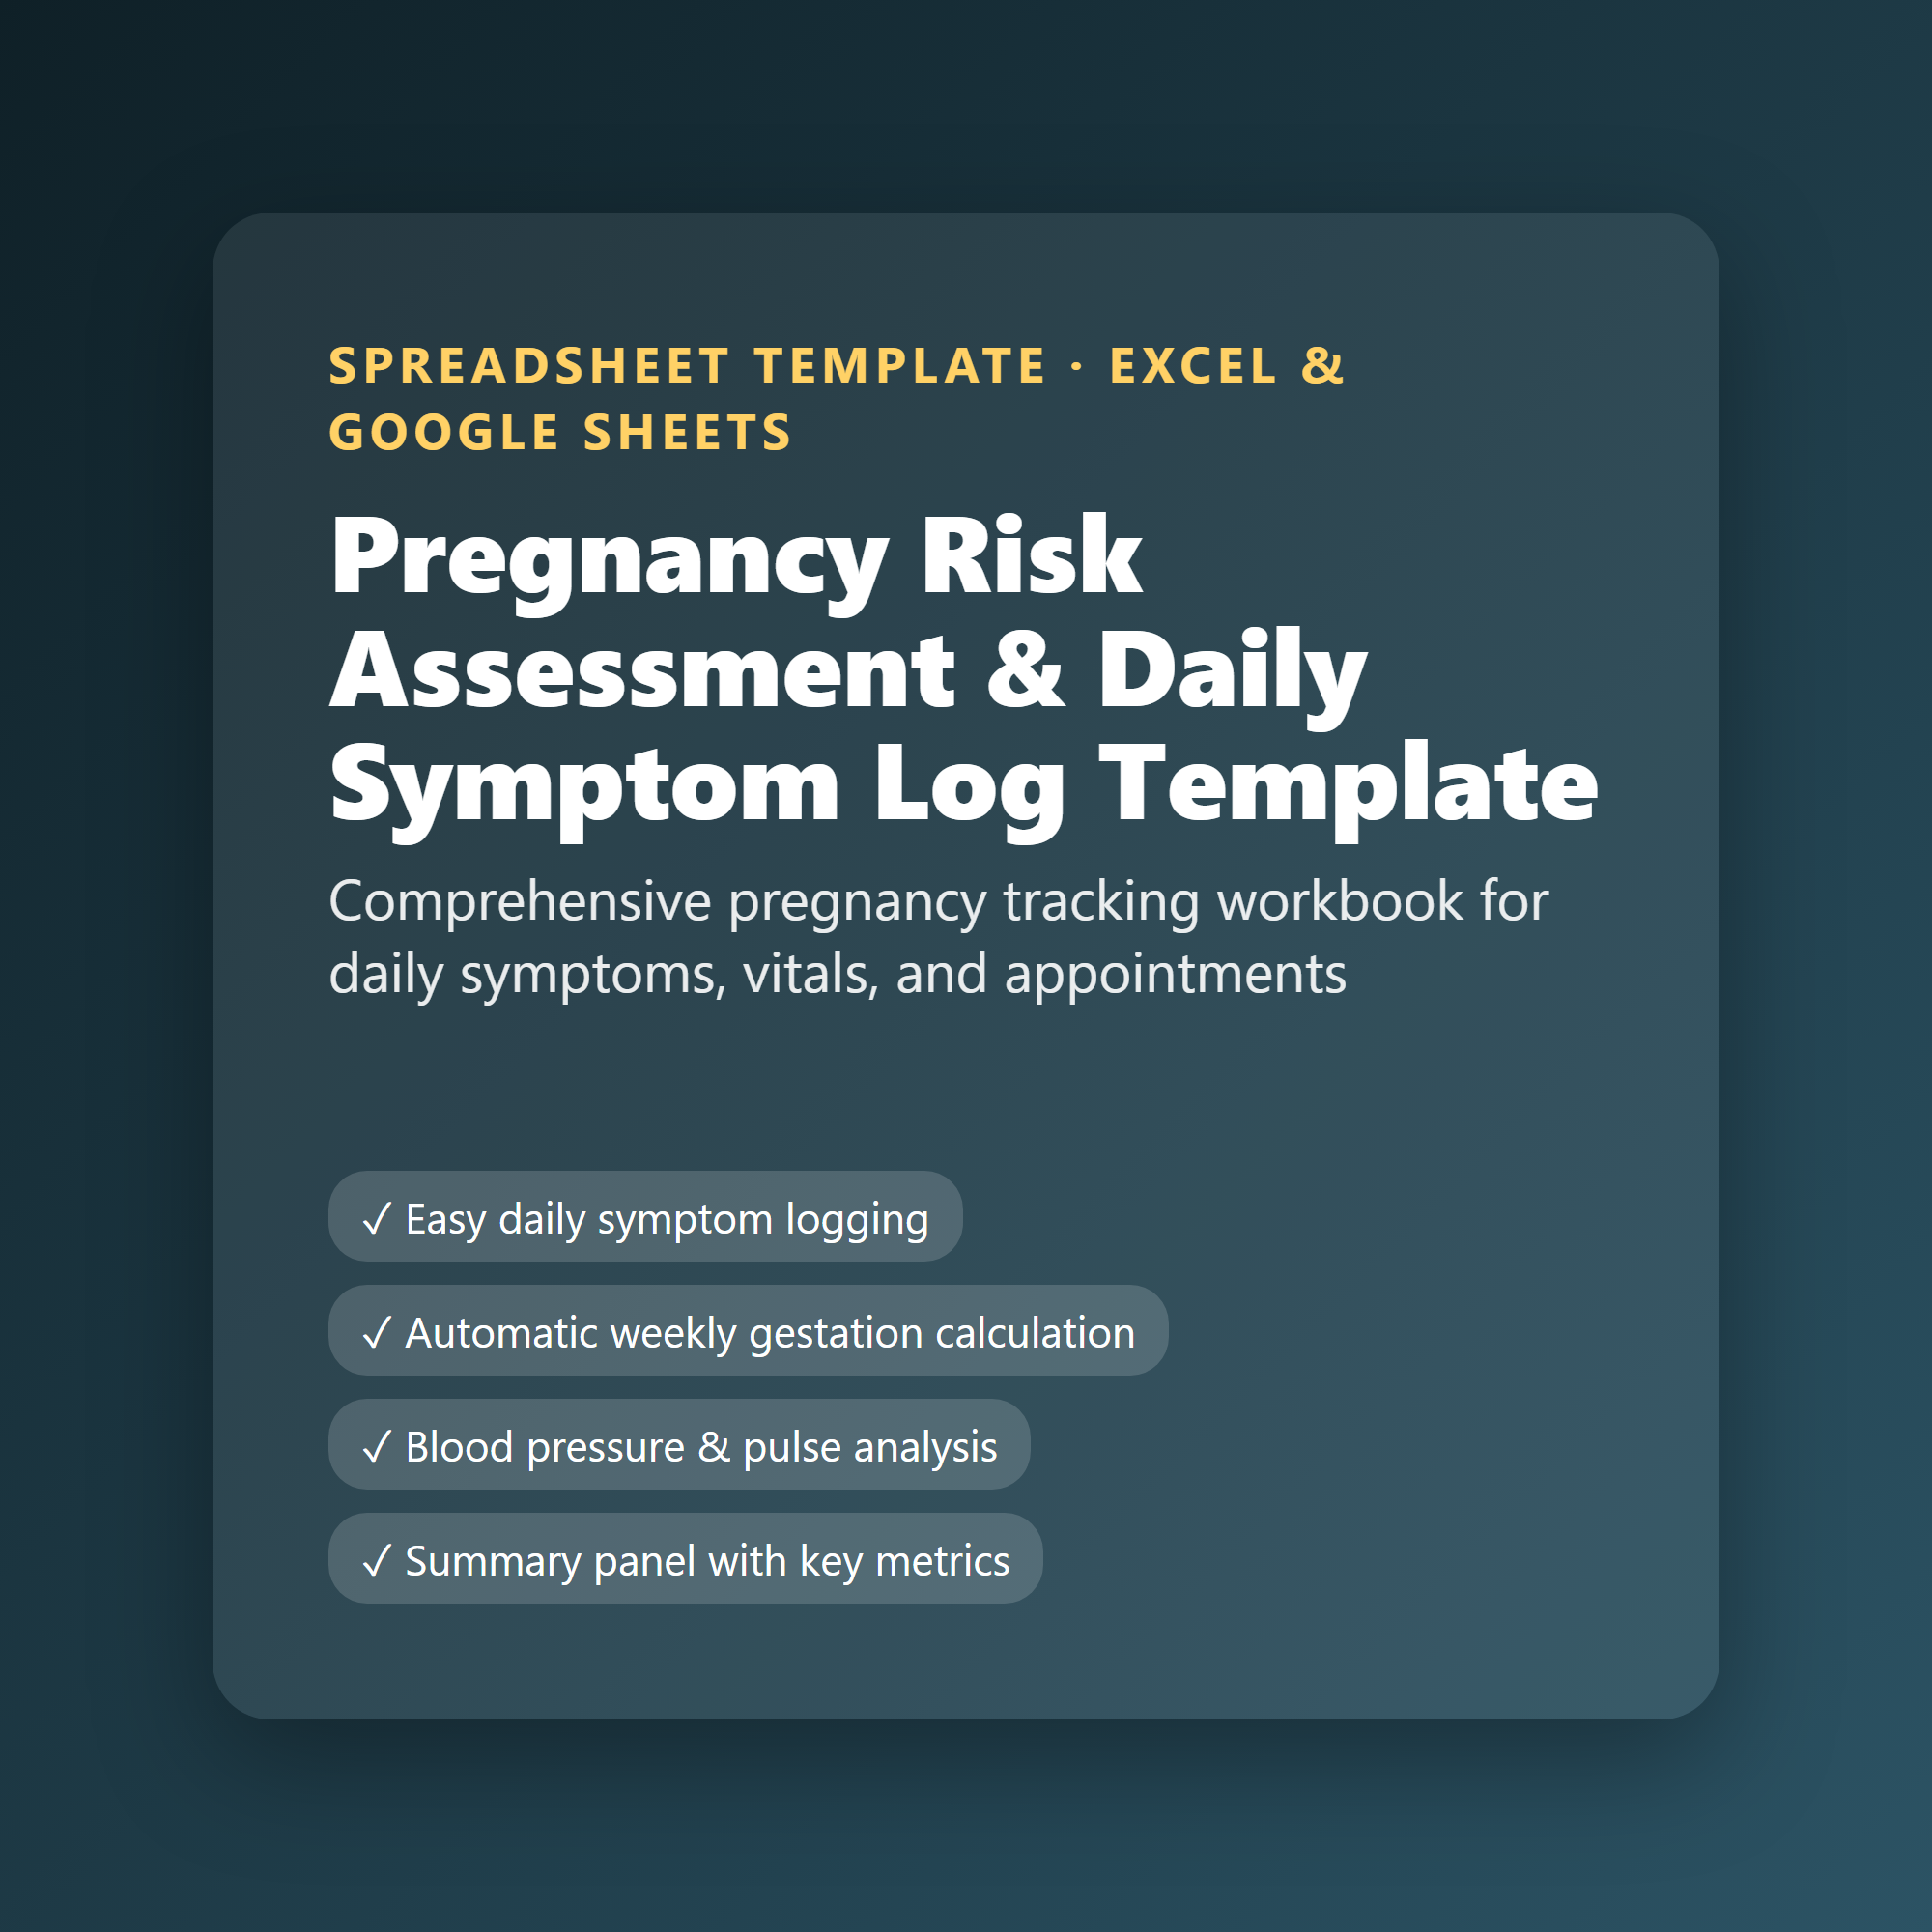 SPREADSHEET TEMPLATE · EXCEL &
GOOGLE SHEETS
Pregnancy Risk
Assessment & Daily
Symptom Log Template
Comprehensive pregnancy tracking workbook for
daily symptoms, vitals, and appointments
✓ Easy daily symptom logging
✓ Automatic weekly gestation calculation
✓ Blood pressure & pulse analysis
✓ Summary panel with key metrics